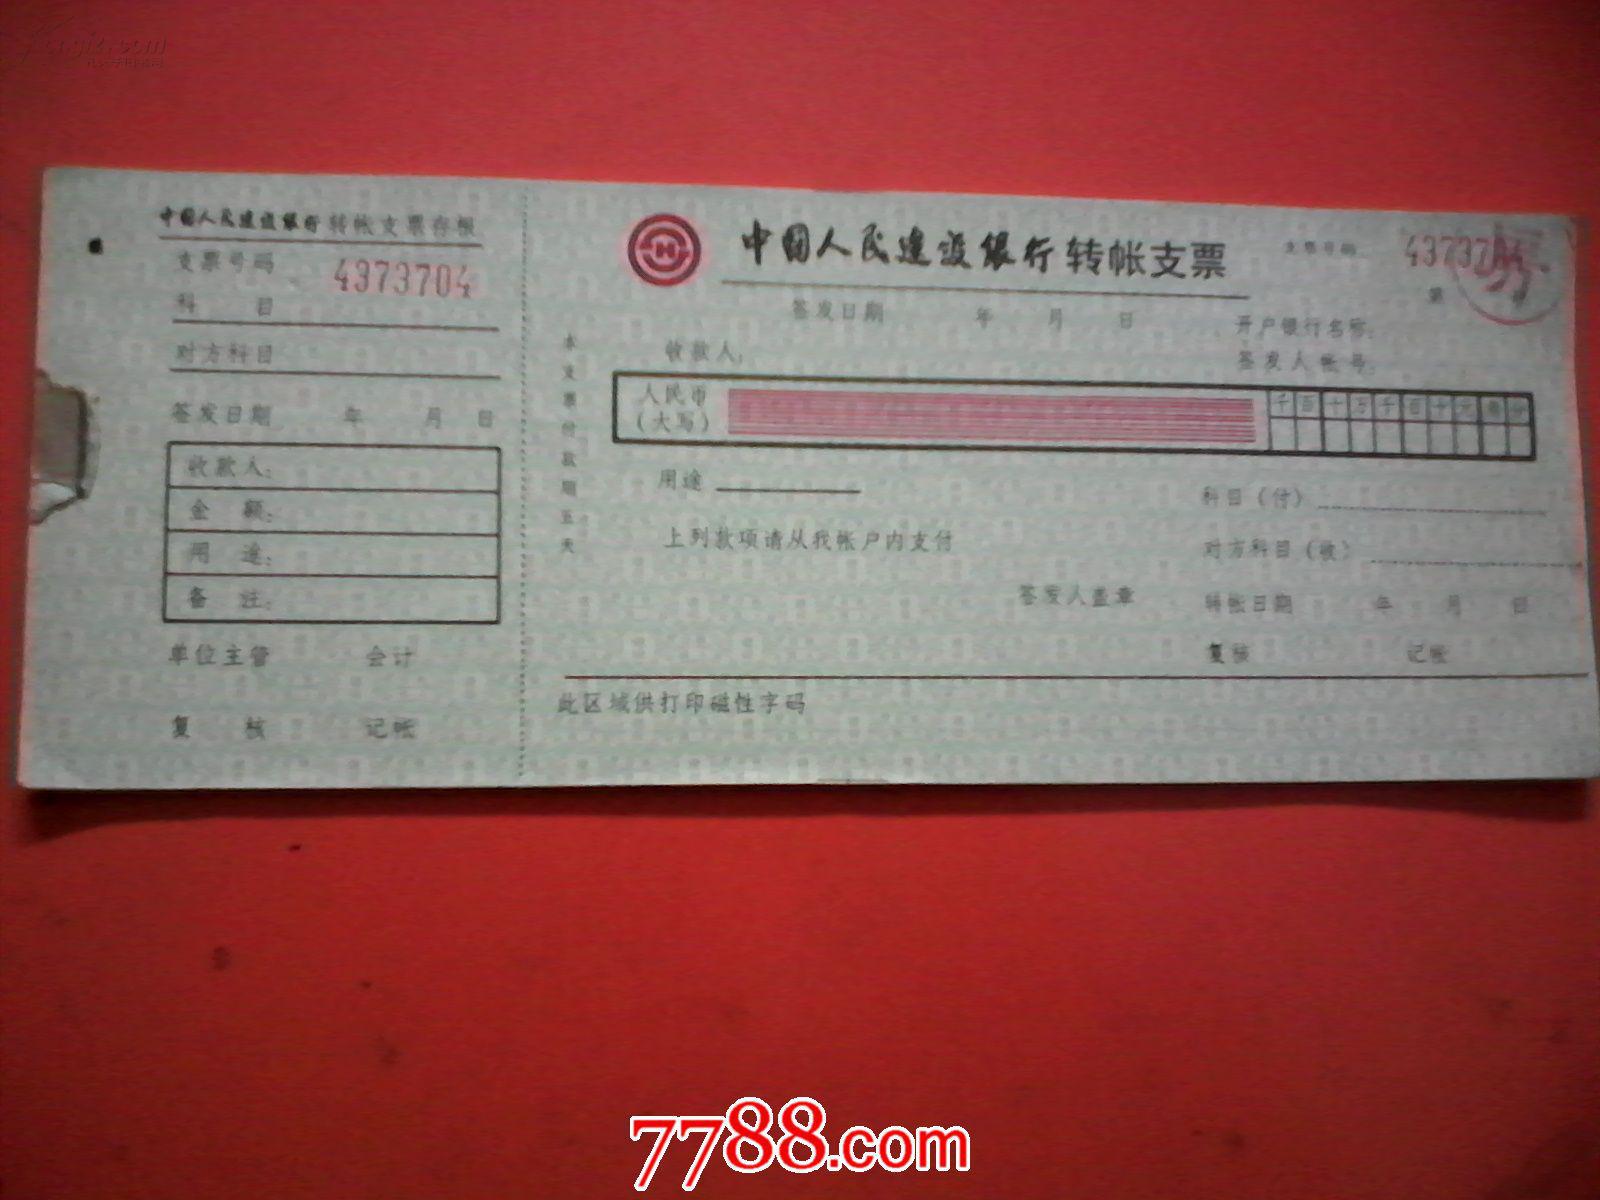 中国人民建设银行转帐支票存根
支票号码 4373704
科 目
对方科目
签发日期 年 月 日
收款人:
金 额:
用 途:
备 注:
单位主管 会计
复 核 记帐
本支票付款期五天
中国人民建设银行转帐支票
支票号码 4373704
第
签发日期 年 月 日
开户银行名称:
收款人:
签发人帐号:
人民币
(大写)
千百十万千百十元角分
用途
科目(付)
上列款项请从我帐户内支付
对方科目(收)
签发人盖章
转帐日期 年 月 日
复核 记帐
此区域供打印磁性字码
7788.com